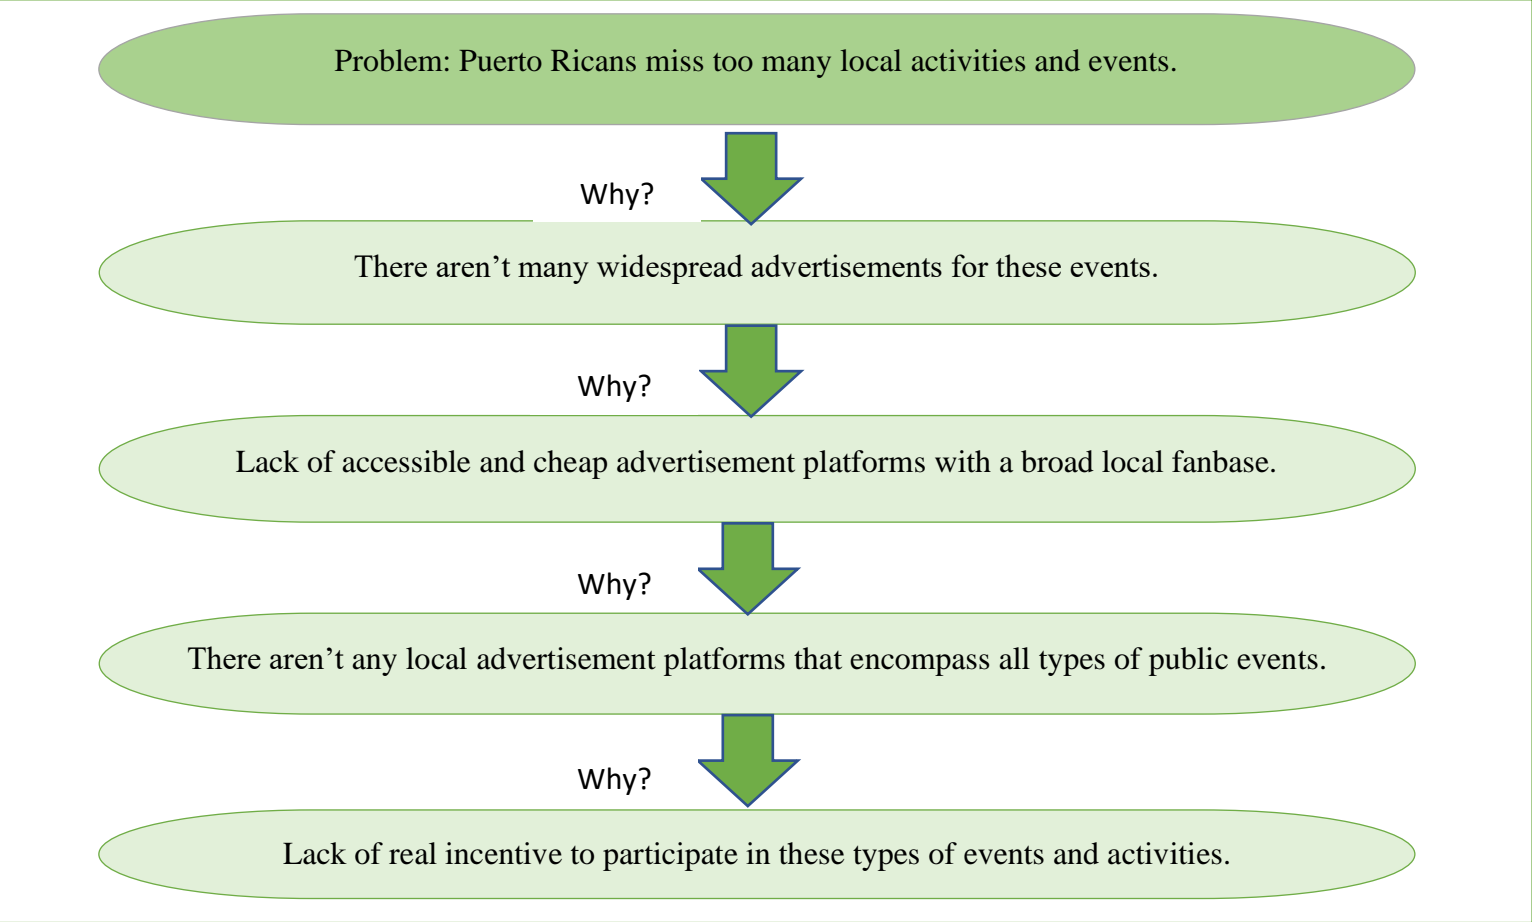 Problem: Puerto Ricans miss too many local activities and events.
Why?
There aren’t many widespread advertisements for these events.
Why?
Lack of accessible and cheap advertisement platforms with a broad local fanbase.
Why?
There aren’t any local advertisement platforms that encompass all types of public events.
Why?
Lack of real incentive to participate in these types of events and activities.